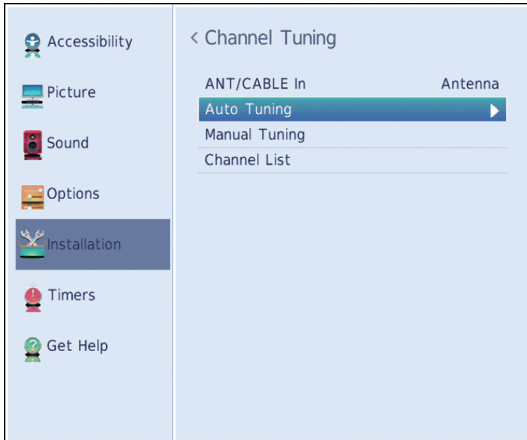 Accessibility
Picture
Sound
Options
Installation
Timers
Get Help
< Channel Tuning
ANT/CABLE In Antenna
Auto Tuning
Manual Tuning
Channel List